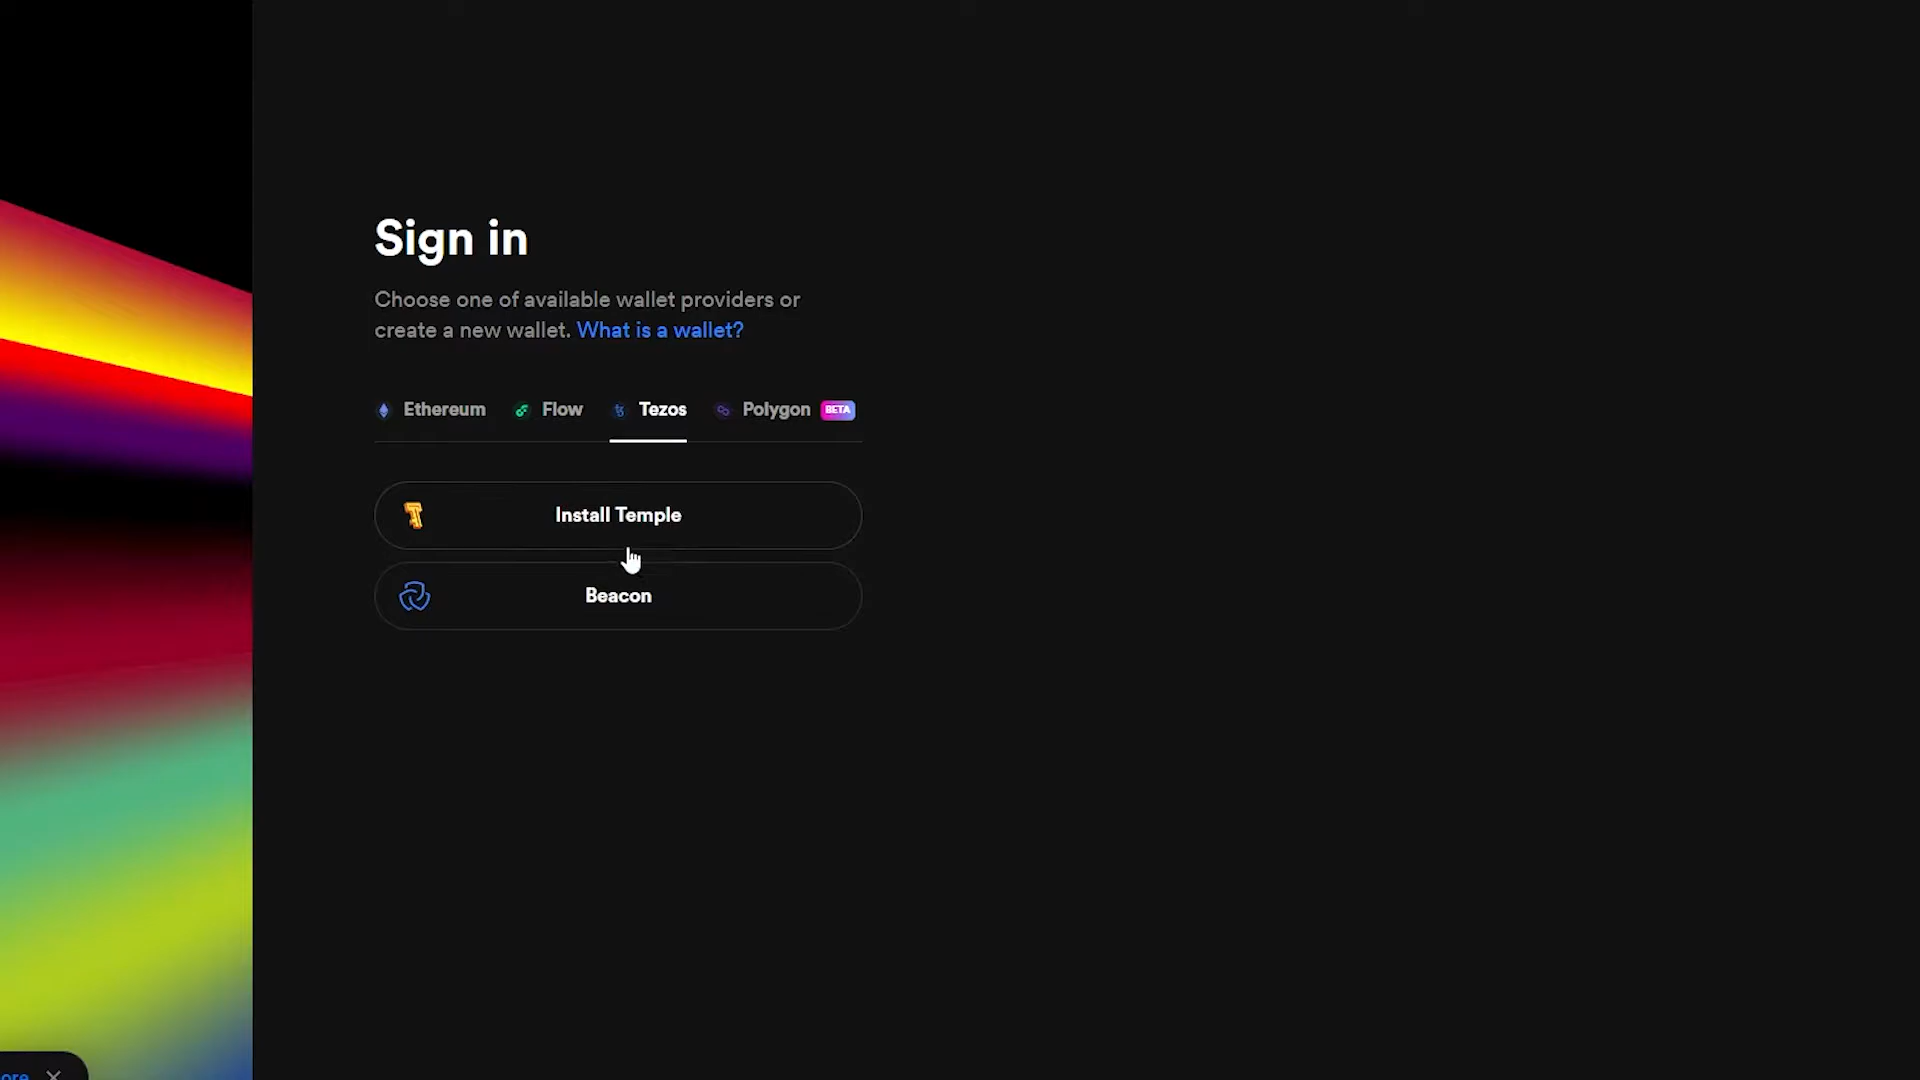 Sign in
Choose one of available wallet providers or
create a new wallet. What is a wallet?
Ethereum Flow Tezos Polygon BETA
Install Temple
Beacon
ore